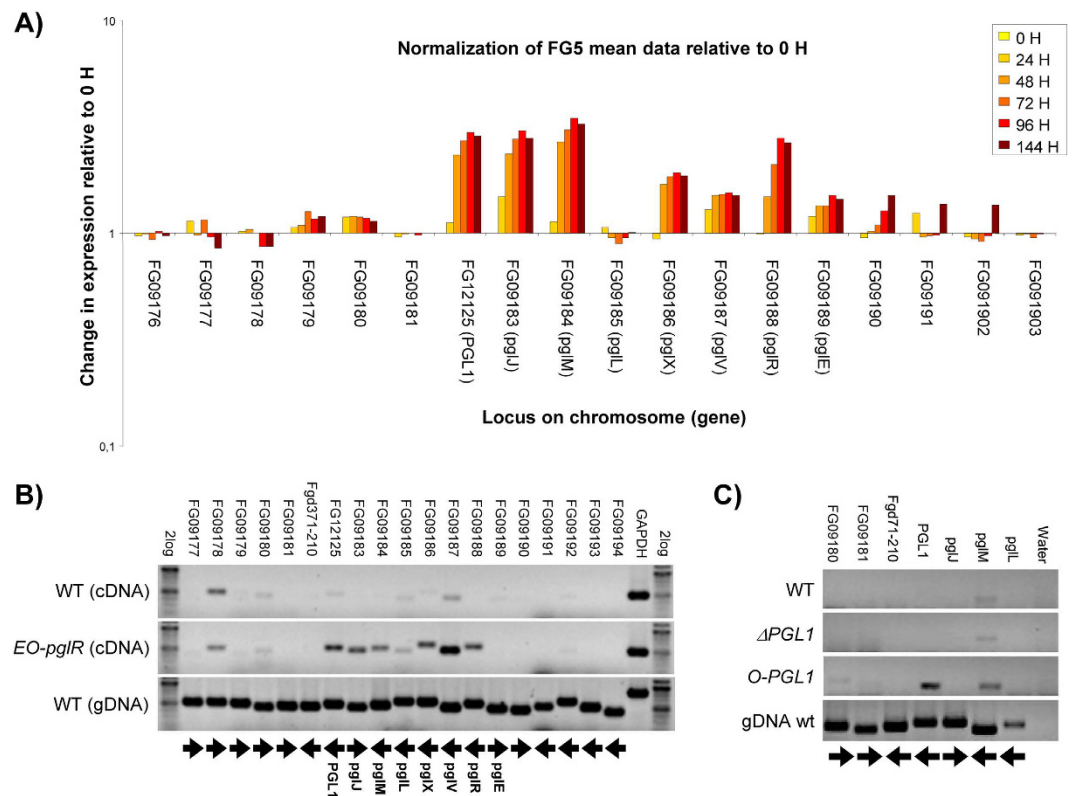 A)
Normalization of FG5 mean data relative to 0 H
Change in expression relative to 0 H
10
1
0,1
0 H
24 H
48 H
72 H
96 H
144 H
FG09176
FG09177
FG09178
FG09179
FG09180
FG09181
FG12125 (PGL1)
FG09183 (pglJ)
FG09184 (pglM)
FG09185 (pglL)
FG09186 (pglX)
FG09187 (pglV)
FG09188 (pglR)
FG09189 (pglE)
FG09190
FG09191
FG091902
FG091903
Locus on chromosome (gene)
B)
2log
FG09177
FG09178
FG09179
FG09180
FG09181
Fgd371-210
FG12125
FG09183
FG09184
FG09185
FG09186
FG09187
FG09188
FG09189
FG09190
FG09191
FG09192
FG09193
FG09194
GAPDH
2log
WT (cDNA)
EO-pglR (cDNA)
WT (gDNA)
PGL1
pglJ
pglM
pglL
pglX
pglV
pglR
pglE
C)
FG09180
FG09181
Fgd71-210
PGL1
pglJ
pglM
pglL
Water
WT
ΔPGL1
O-PGL1
gDNA wt